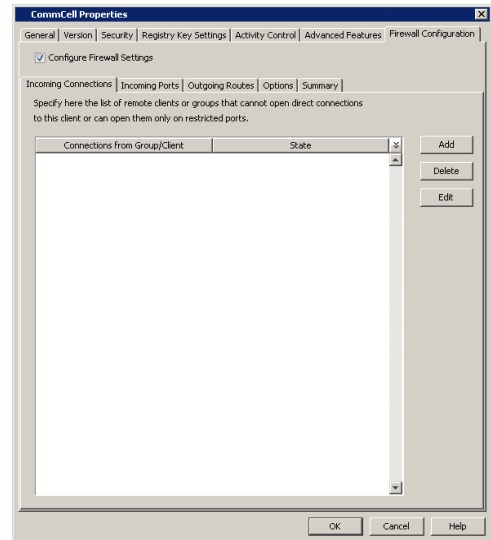 CommCell Properties
General Version Security Registry Key Settings Activity Control Advanced Features Firewall Configuration
Configure Firewall Settings
Incoming Connections Incoming Ports Outgoing Routes Options Summary
Specify here the list of remote clients or groups that cannot open direct connections
to this client or can open them only on restricted ports.
Connections from Group/Client State
Add
Delete
Edit
OK Cancel Help